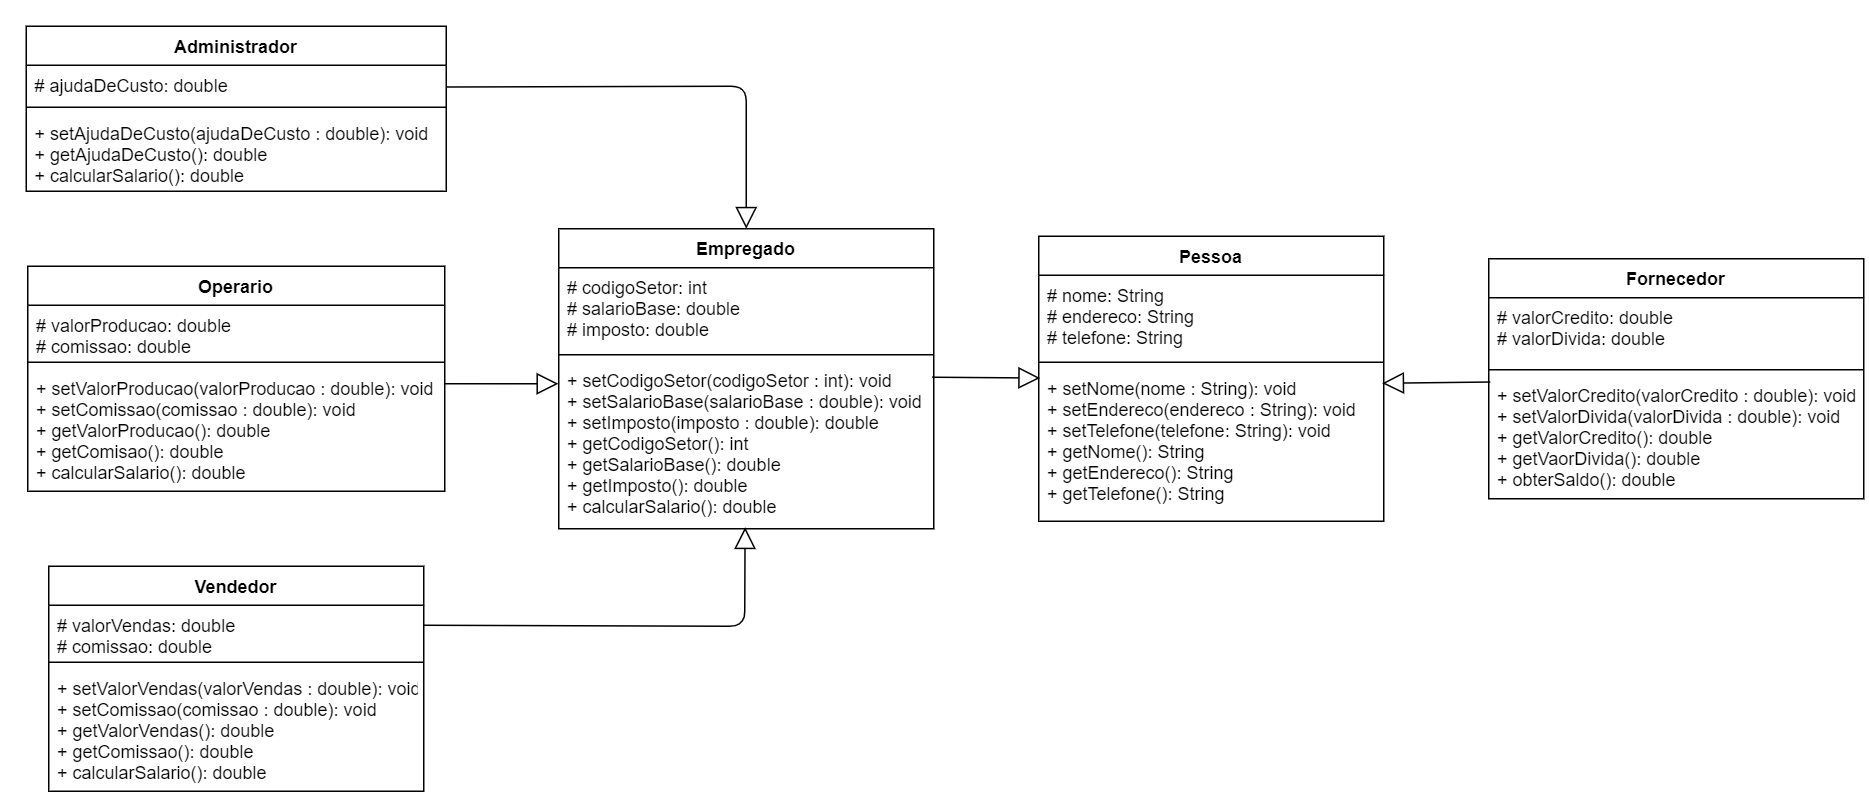 Administrador
# ajudaDeCusto: double
+ setAjudaDeCusto(ajudaDeCusto : double): void
+ getAjudaDeCusto(): double
+ calcularSalario(): double
Operario
# valorProducao: double
# comissao: double
+ setValorProducao(valorProducao : double): void
+ setComissao(comissao : double): void
+ getValorProducao(): double
+ getComisao(): double
+ calcularSalario(): double
Vendedor
# valorVendas: double
# comissao: double
+ setValorVendas(valorVendas : double): void
+ setComissao(comissao : double): void
+ getValorVendas(): double
+ getComissao(): double
+ calcularSalario(): double
Empregado
# codigoSetor: int
# salarioBase: double
# imposto: double
+ setCodigoSetor(codigoSetor : int): void
+ setSalarioBase(salarioBase : double): void
+ setImposto(imposto : double): double
+ getCodigoSetor(): int
+ getSalarioBase(): double
+ getImposto(): double
+ calcularSalario(): double
Pessoa
# nome: String
# endereco: String
# telefone: String
+ setNome(nome : String): void
+ setEndereco(endereco : String): void
+ setTelefone(telefone: String): void
+ getNome(): String
+ getEndereco(): String
+ getTelefone(): String
Fornecedor
# valorCredito: double
# valorDivida: double
+ setValorCredito(valorCredito : double): void
+ setValorDivida(valorDivida : double): void
+ getValorCredito(): double
+ getVaorDivida(): double
+ obterSaldo(): double